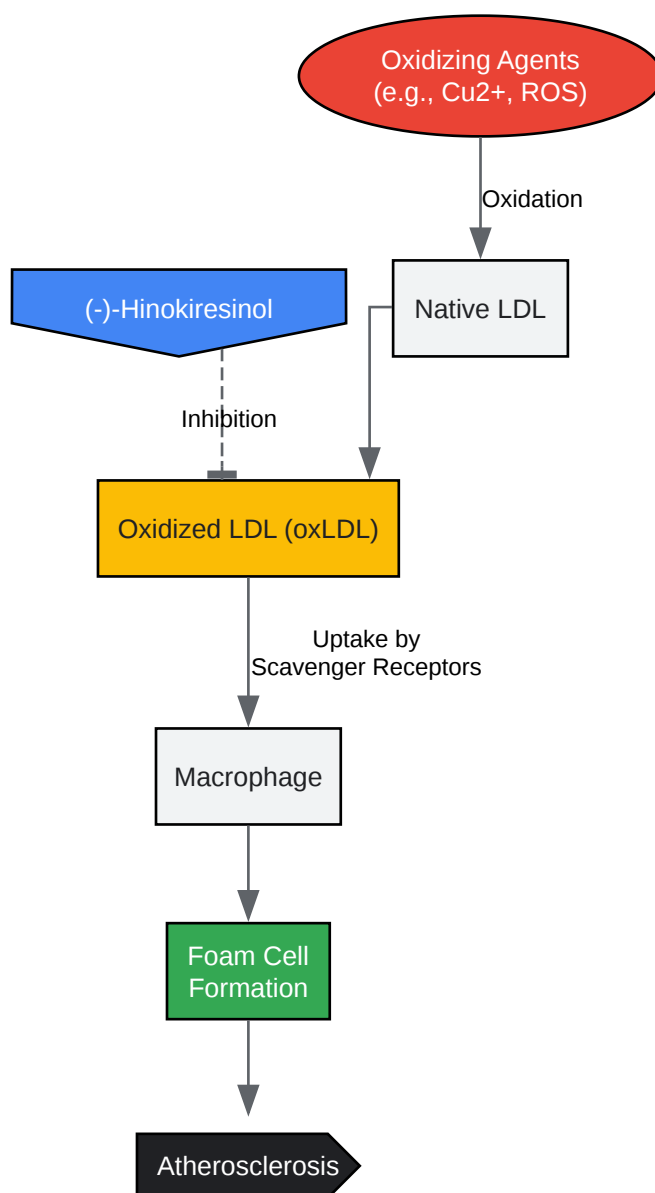 Oxidizing Agents
(e.g., Cu2+, ROS)
Oxidation
(-)-Hinokiresinol
Native LDL
Inhibition
Oxidized LDL (oxLDL)
Uptake by
Scavenger Receptors
Macrophage
Foam Cell
Formation
Atherosclerosis